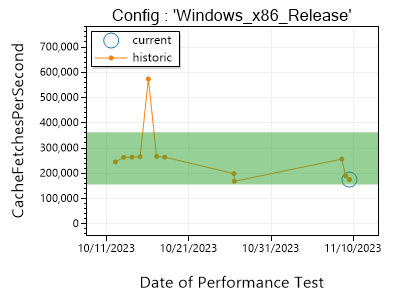 Config : 'Windows_x86_Release'
current
historic
CacheFetchesPerSecond
700,000
600,000
500,000
400,000
300,000
200,000
100,000
0
10/11/2023
10/21/2023
10/31/2023
11/10/2023
Date of Performance Test